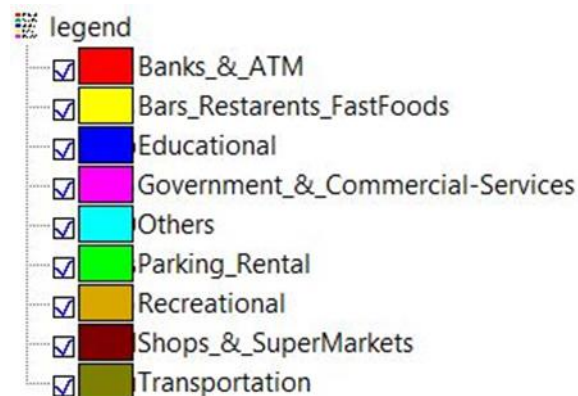 legend
Banks_&_ATM
Bars_Restarents_FastFoods
Educational
Government_&_Commercial-Services
Others
Parking_Rental
Recreational
Shops_&_SuperMarkets
Transportation